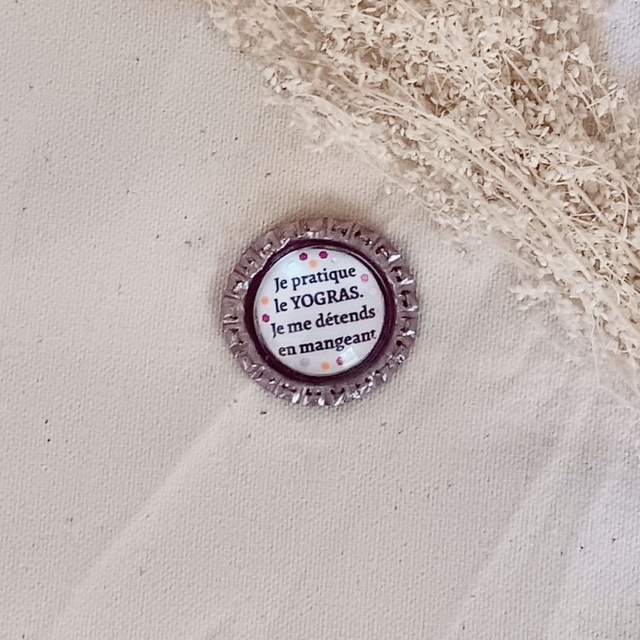 Je pratique
le YOGRAS.
Je me détends
en mangeant